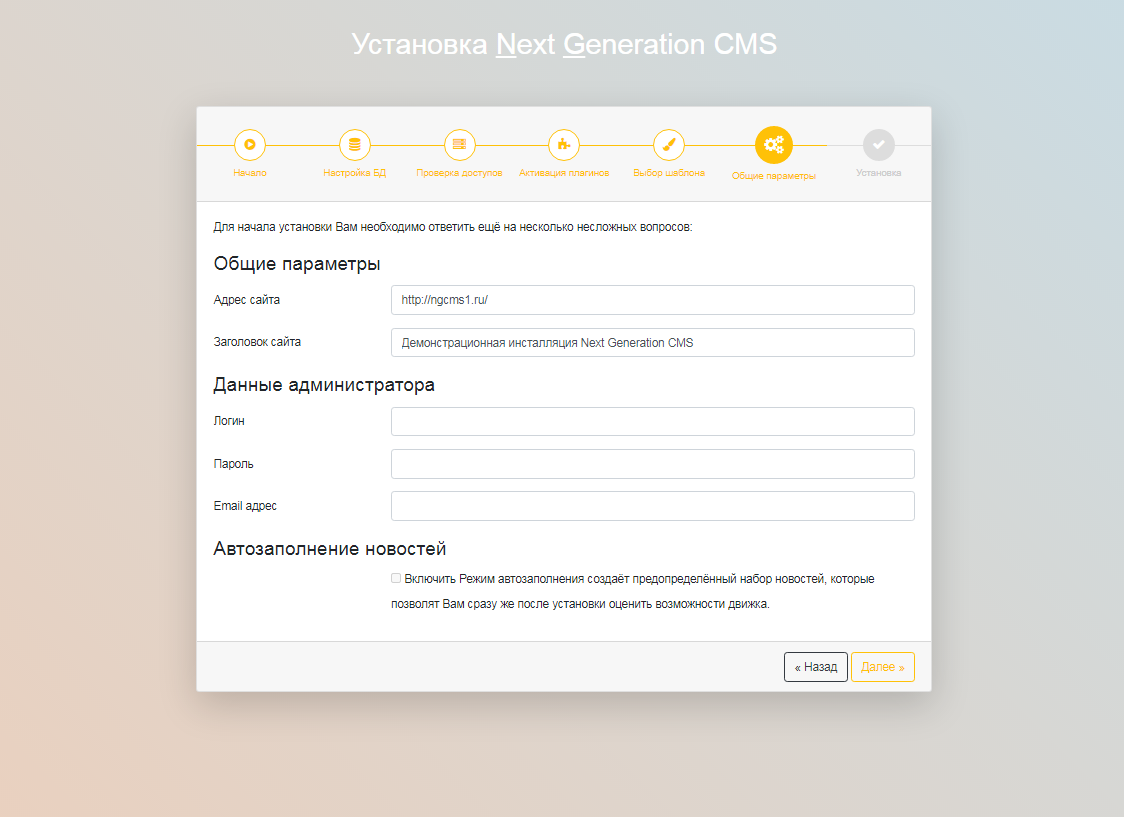 Установка Next Generation CMS
Начало
Настройка БД
Проверка доступов
Активация плагинов
Выбор шаблона
Общие параметры
Установка
Для начала установки Вам необходимо ответить ещё на несколько несложных вопросов:
Общие параметры
Адрес сайта
http://ngcms1.ru/
Заголовок сайта
Демонстрационная инсталляция Next Generation CMS
Данные администратора
Логин
Пароль
Email адрес
Автозаполнение новостей
Включить Режим автозаполнения создаёт предопределённый набор новостей, которые
позволят Вам сразу же после установки оценить возможности движка.
« Назад
Далее »